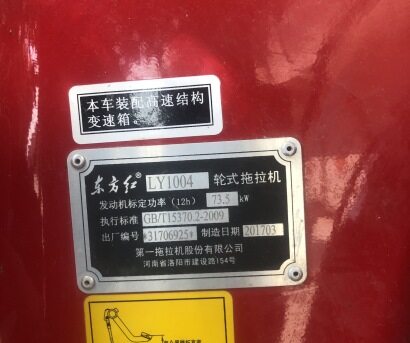 本车装配高速结构
变速箱。
东方红 LY1004 轮式拖拉机
发动机标定功率（12h） 73.5 kW
执行标准 GB/T15370.2-2009
出厂编号 *31706925* 制造日期 201703
第一拖拉机股份有限公司
河南省洛阳市建设路154号